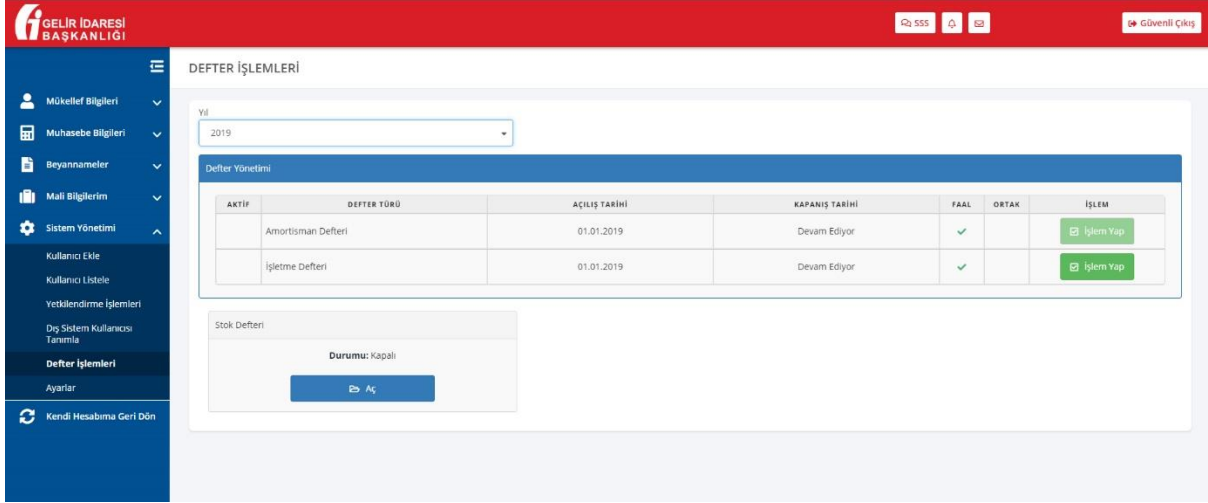 GELİR İDARESİ
BAŞKANLIĞI
SSS
Güvenli Çıkış
DEFTER İŞLEMLERİ
Mükellef Bilgileri
Muhasebe Bilgileri
Beyannameler
Mali Bilgilerim
Sistem Yönetimi
Kullanıcı Ekle
Kullanıcı Listele
Yetkilendirme İşlemleri
Dış Sistem Kullanıcısı
Tanımla
Defter İşlemleri
Ayarlar
Kendi Hesabıma Geri Dön
Yıl
2019
Defter Yönetimi
AKTİF DEFTER TÜRÜ AÇILIŞ TARİHİ KAPANIŞ TARİHİ FAAL ORTAK İŞLEM
Amortisman Defteri 01.01.2019 Devam Ediyor İşlem Yap
İşletme Defteri 01.01.2019 Devam Ediyor İşlem Yap
Stok Defteri
Durumu: Kapalı
Aç